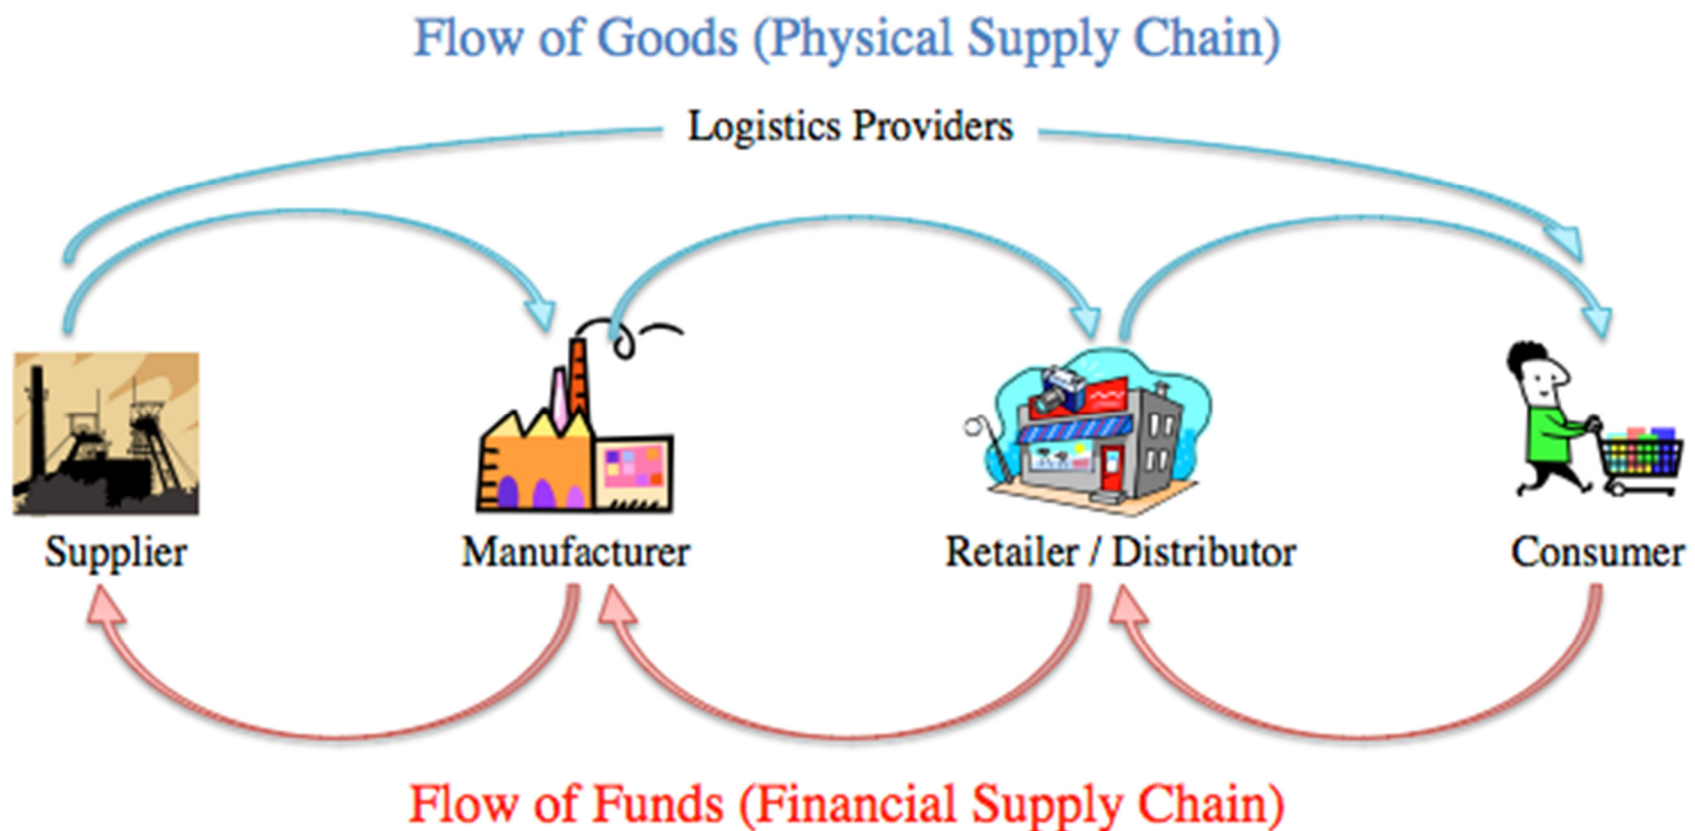 Flow of Goods (Physical Supply Chain)
Logistics Providers
Supplier
Manufacturer
Retailer / Distributor
Consumer
Flow of Funds (Financial Supply Chain)